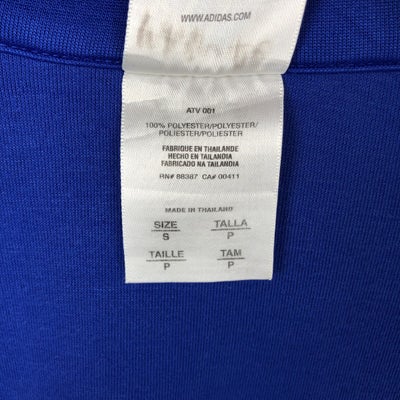 WWW.ADIDAS.COM
ATV 001
100% POLYESTER/POLYESTER/
POLIESTER/POLIESTER
FABRIQUE EN THAILANDE
HECHO EN TAILANDIA
FABRICADO NA TAILANDIA
RN# 88387 CA# 00411
MADE IN THAILAND
SIZE TALLA
S P
TAILLE TAM
P P